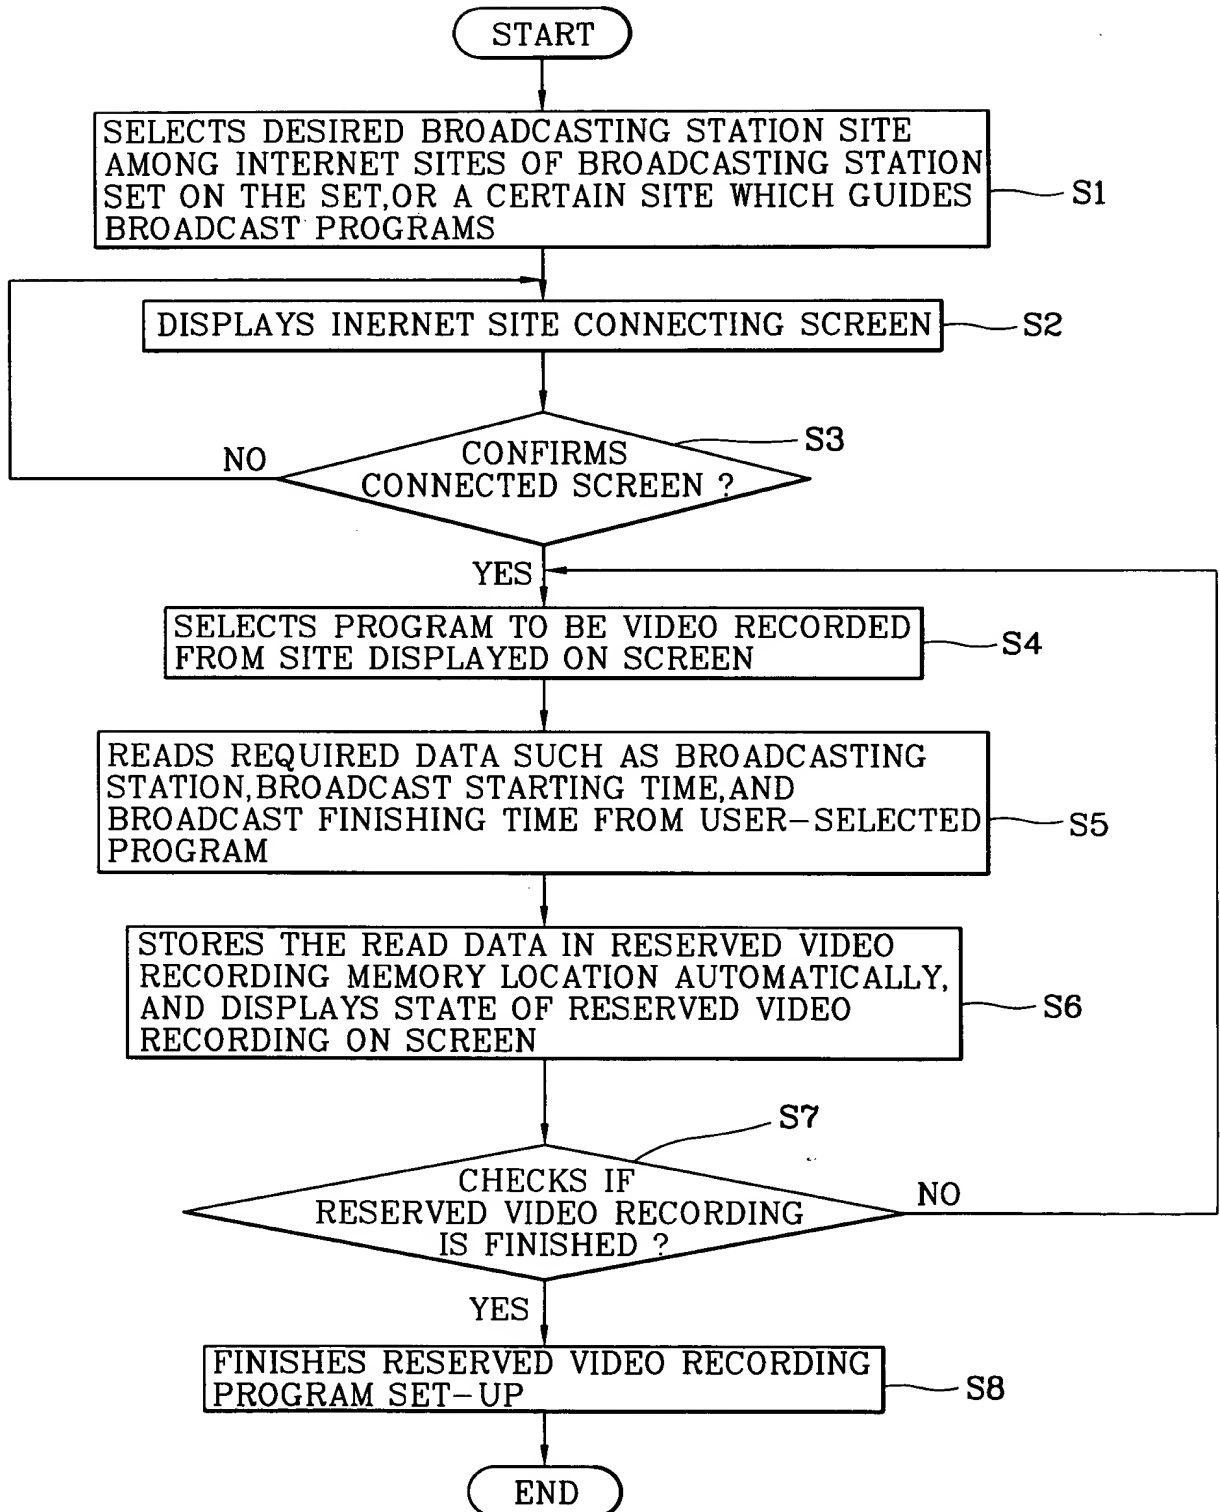 START
SELECTS DESIRED BROADCASTING STATION SITE
AMONG INTERNET SITES OF BROADCASTING STATION
SET ON THE SET,OR A CERTAIN SITE WHICH GUIDES
BROADCAST PROGRAMS
S1
DISPLAYS INERNET SITE CONNECTING SCREEN
S2
CONFIRMS
CONNECTED SCREEN ?
S3
NO
YES
SELECTS PROGRAM TO BE VIDEO RECORDED
FROM SITE DISPLAYED ON SCREEN
S4
READS REQUIRED DATA SUCH AS BROADCASTING
STATION,BROADCAST STARTING TIME,AND
BROADCAST FINISHING TIME FROM USER-SELECTED
PROGRAM
S5
STORES THE READ DATA IN RESERVED VIDEO
RECORDING MEMORY LOCATION AUTOMATICALLY,
AND DISPLAYS STATE OF RESERVED VIDEO
RECORDING ON SCREEN
S6
S7
CHECKS IF
RESERVED VIDEO RECORDING
IS FINISHED ?
NO
YES
FINISHES RESERVED VIDEO RECORDING
PROGRAM SET-UP
S8
END